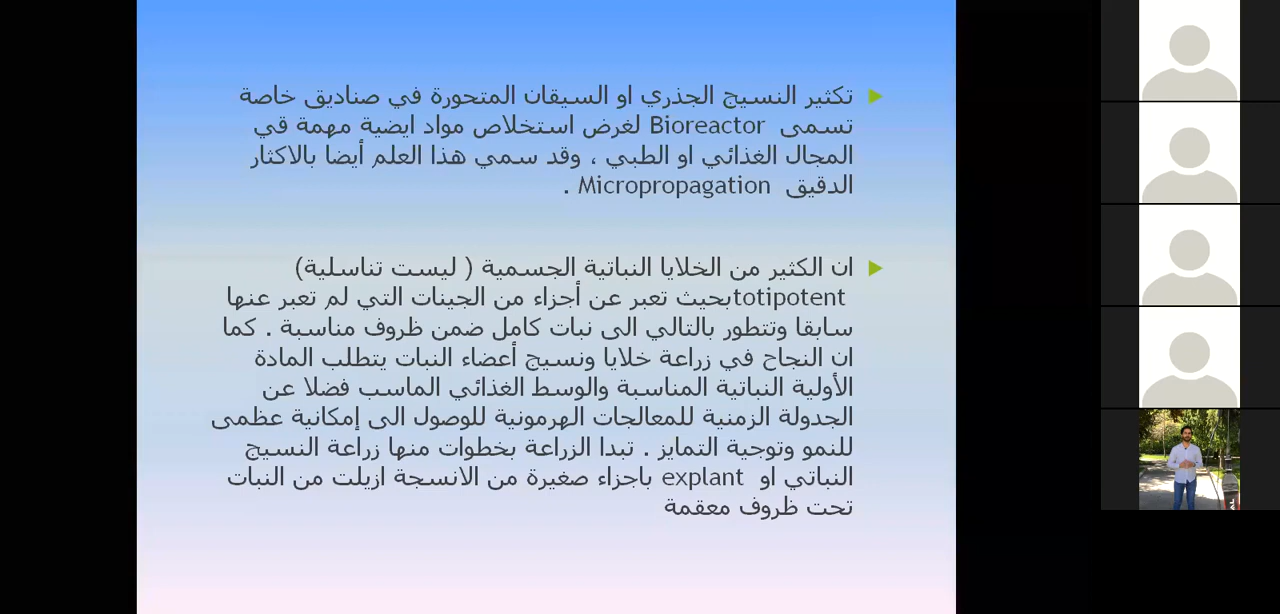 تكثير النسيج الجذري او السيقان المتحورة في صناديق خاصة
تسمى Bioreactor لغرض استخلاص مواد ايضية مهمة قي
المجال الغذائي او الطبي ، وقد سمي هذا العلم أيضا بالاكثار
الدقيق Micropropagation .
ان الكثير من الخلايا النباتية الجسمية ( ليست تناسلية)
totipotentبحيث تعبر عن أجزاء من الجينات التي لم تعبر عنها
سابقا وتتطور بالتالي الى نبات كامل ضمن ظروف مناسبة . كما
ان النجاح في زراعة خلايا ونسيج أعضاء النبات يتطلب المادة
الأولية النباتية المناسبة والوسط الغذائي الماسب فضلا عن
الجدولة الزمنية للمعالجات الهرمونية للوصول الى إمكانية عظمى
للنمو وتوجية التمايز . تبدا الزراعة بخطوات منها زراعة النسيج
النباتي او explant باجزاء صغيرة من الانسجة ازيلت من النبات
تحت ظروف معقمة